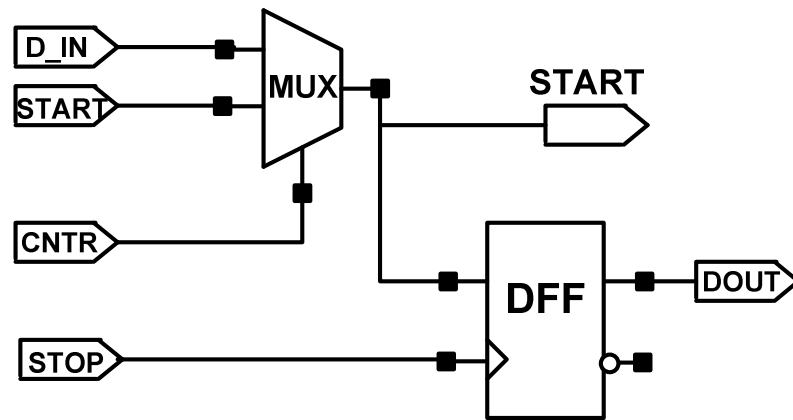 D_IN
START
MUX
START
CNTR
DFF
DOUT
STOP